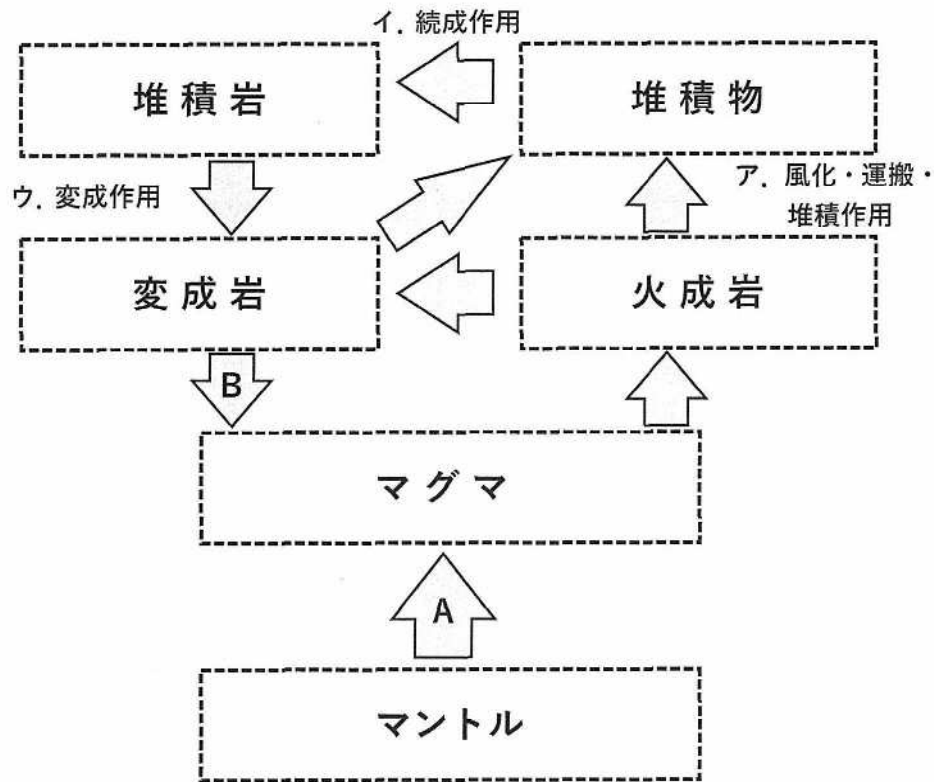 イ. 続成作用
堆積岩
堆積物
ウ. 変成作用
ア. 風化・運搬・
堆積作用
変成岩
火成岩
B
マグマ
A
マントル